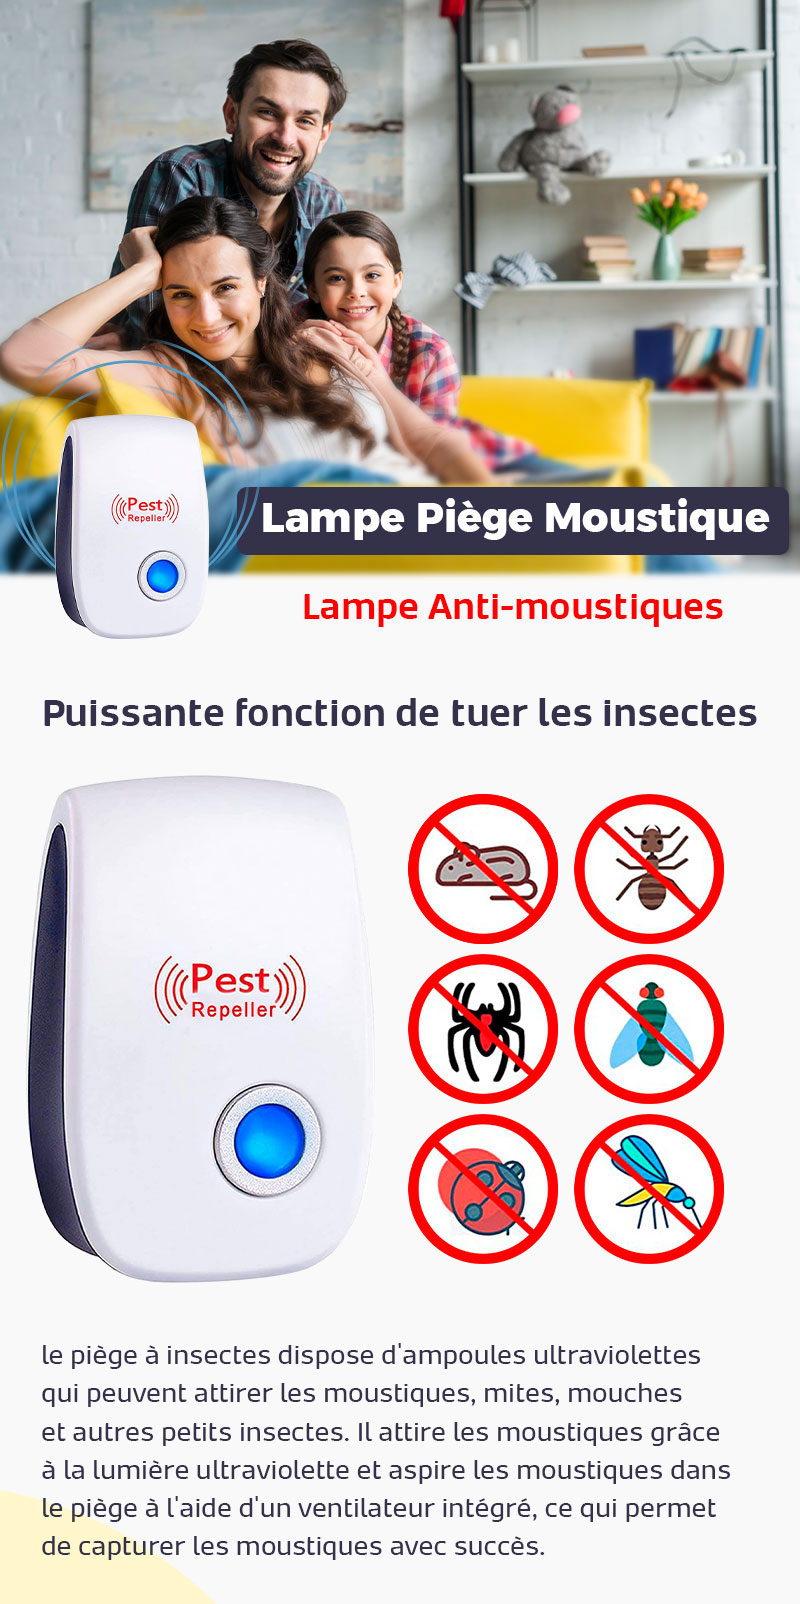 Pest
Repeller
Lampe Piège Moustique
Lampe Anti-moustiques
Puissante fonction de tuer les insectes
Pest
Repeller
le piège à insectes dispose d'ampoules ultraviolettes
qui peuvent attirer les moustiques, mites, mouches
et autres petits insectes. Il attire les moustiques grâce
à la lumière ultraviolette et aspire les moustiques dans
le piège à l'aide d'un ventilateur intégré, ce qui permet
de capturer les moustiques avec succès.